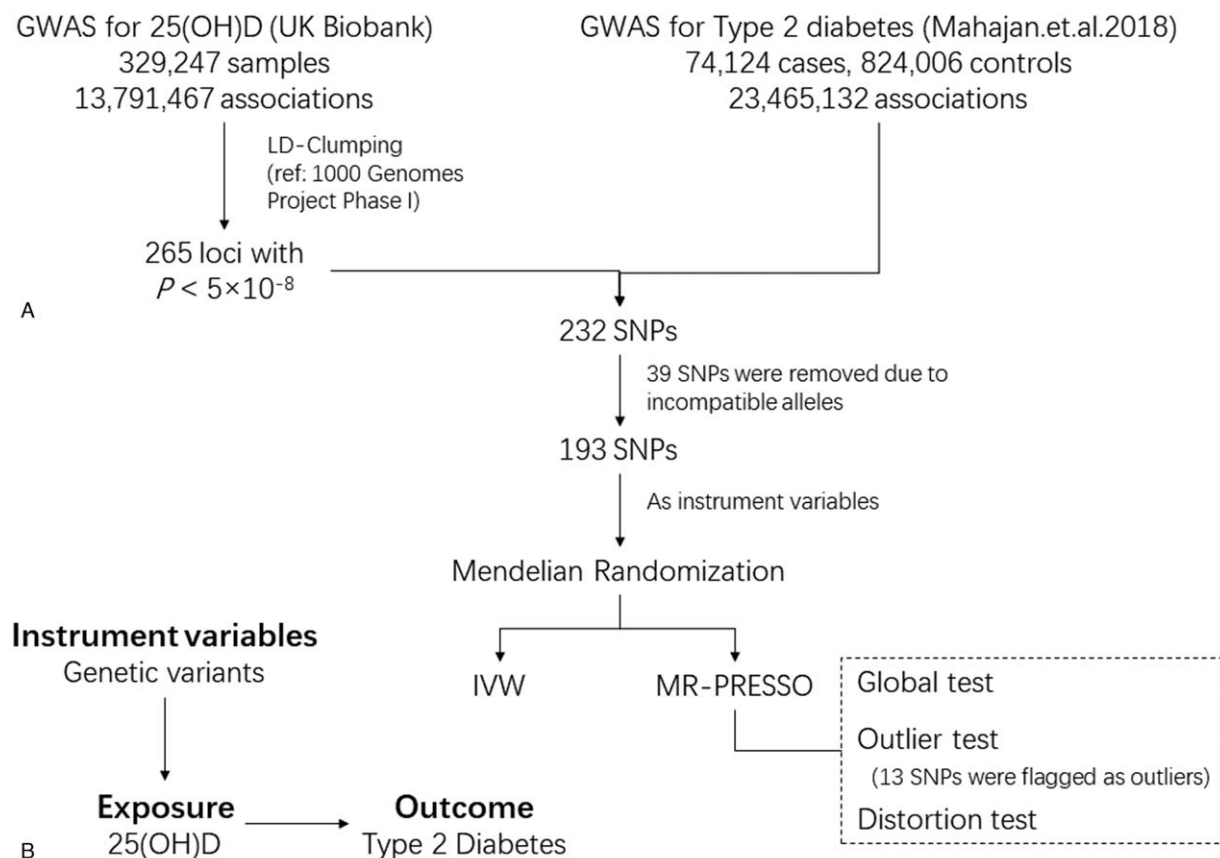 GWAS for 25(OH)D (UK Biobank)
329,247 samples
13,791,467 associations
GWAS for Type 2 diabetes (Mahajan.et.al.2018)
74,124 cases, 824,006 controls
23,465,132 associations
LD-Clumping
(ref: 1000 Genomes
Project Phase I)
265 loci with
P < 5×10⁻⁸
A
232 SNPs
39 SNPs were removed due to
incompatible alleles
193 SNPs
As instrument variables
Mendelian Randomization
IVW
MR-PRESSO
Global test
Outlier test
(13 SNPs were flagged as outliers)
Distortion test
Instrument variables
Genetic variants
Exposure
25(OH)D
Outcome
Type 2 Diabetes
B